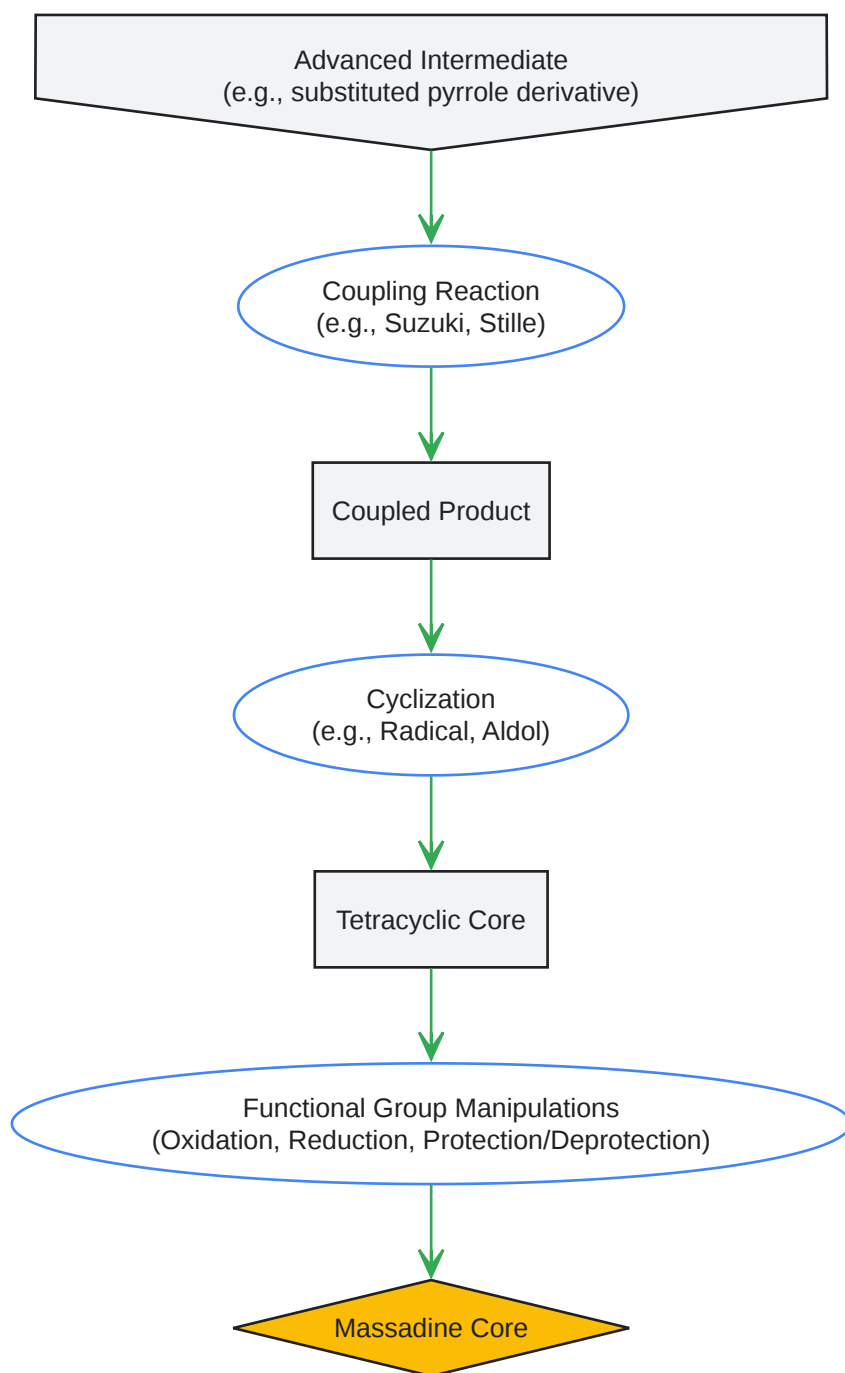 Advanced Intermediate
(e.g., substituted pyrrole derivative)
Coupling Reaction
(e.g., Suzuki, Stille)
Coupled Product
Cyclization
(e.g., Radical, Aldol)
Tetracyclic Core
Functional Group Manipulations
(Oxidation, Reduction, Protection/Deprotection)
Massadine Core